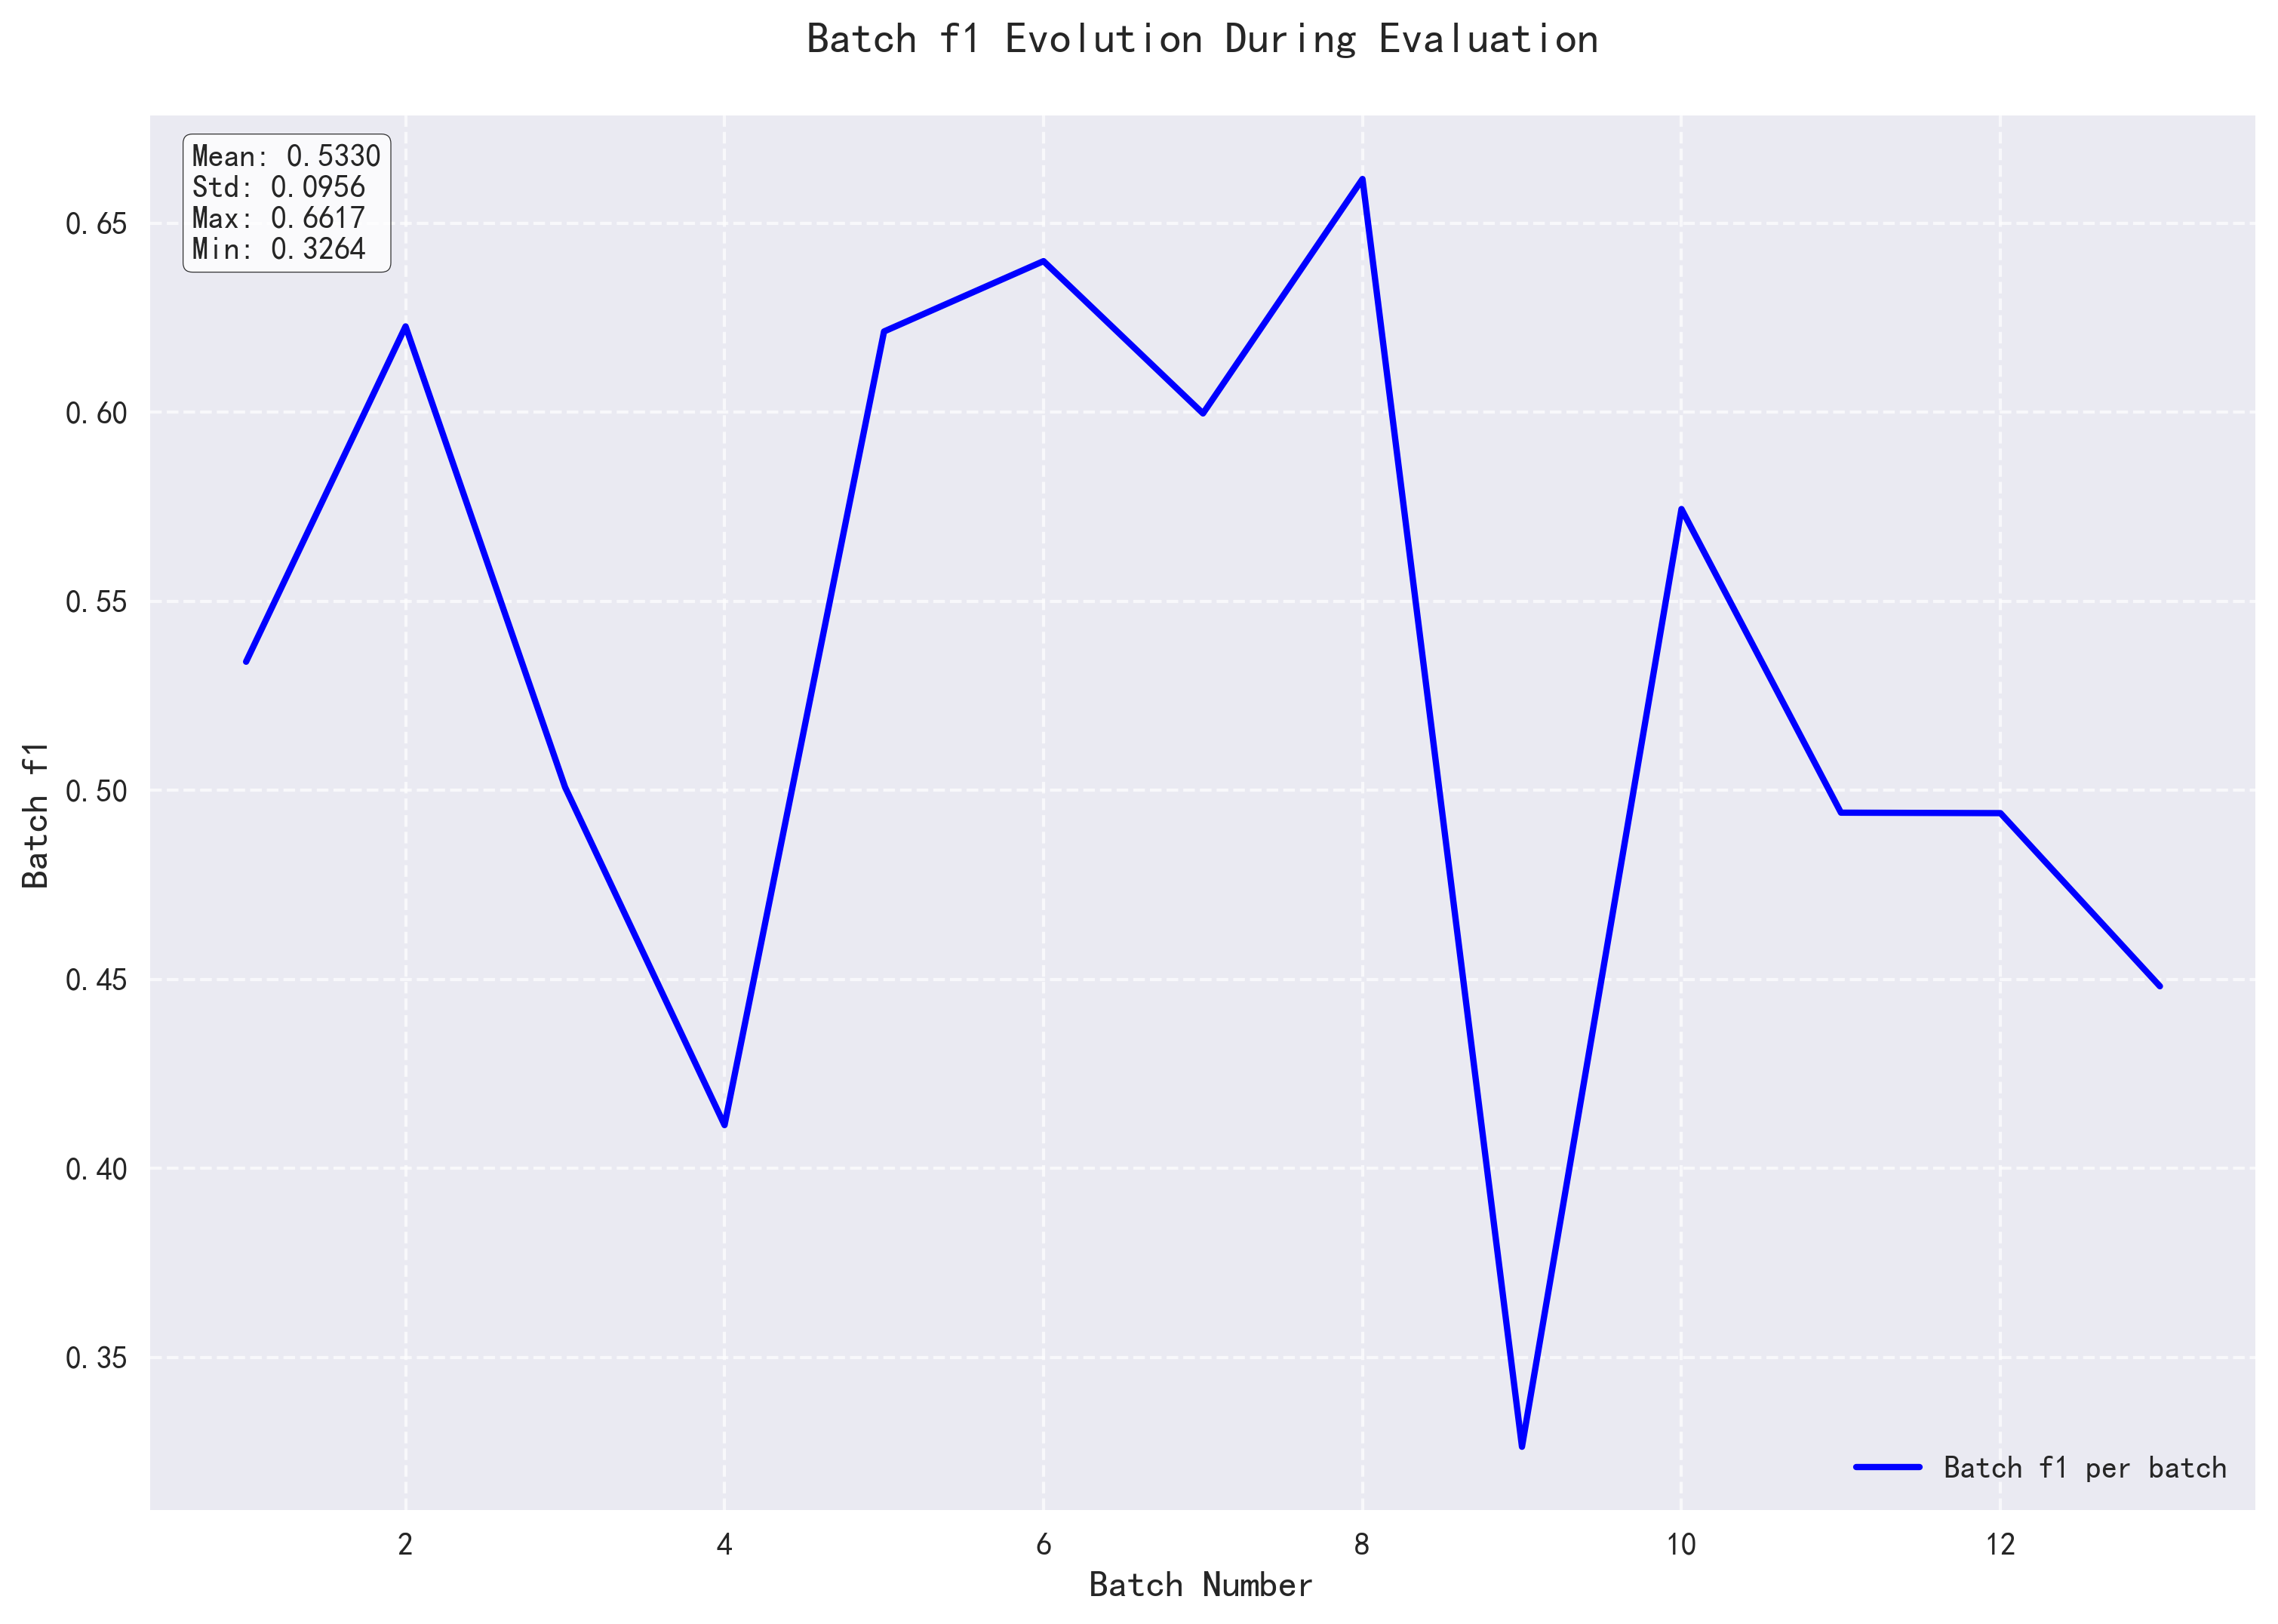 Batch f1 Evolution During Evaluation
Mean: 0.5330
Std: 0.0956
Max: 0.6617
Min: 0.3264
0.65
0.60
0.55
0.50
0.45
0.40
0.35
Batch f1
Batch f1 per batch
2 4 6 8 10 12
Batch Number